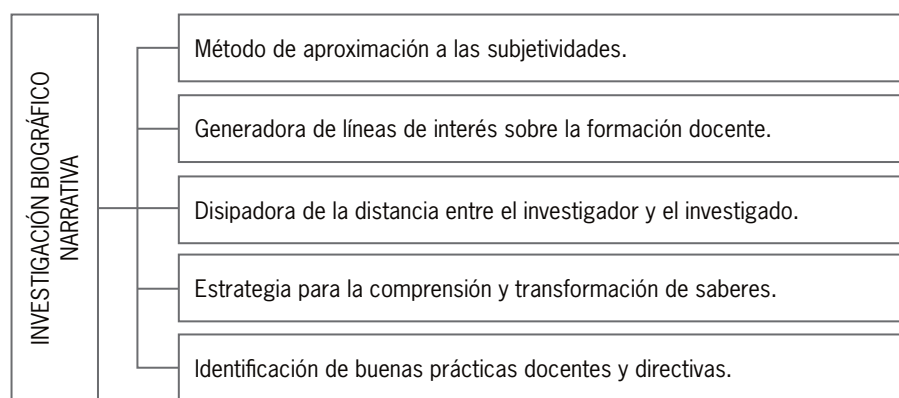 INVESTIGACIÓN BIOGRÁFICO
NARRATIVA
Método de aproximación a las subjetividades.
Generadora de líneas de interés sobre la formación docente.
Disipadora de la distancia entre el investigador y el investigado.
Estrategia para la comprensión y transformación de saberes.
Identificación de buenas prácticas docentes y directivas.